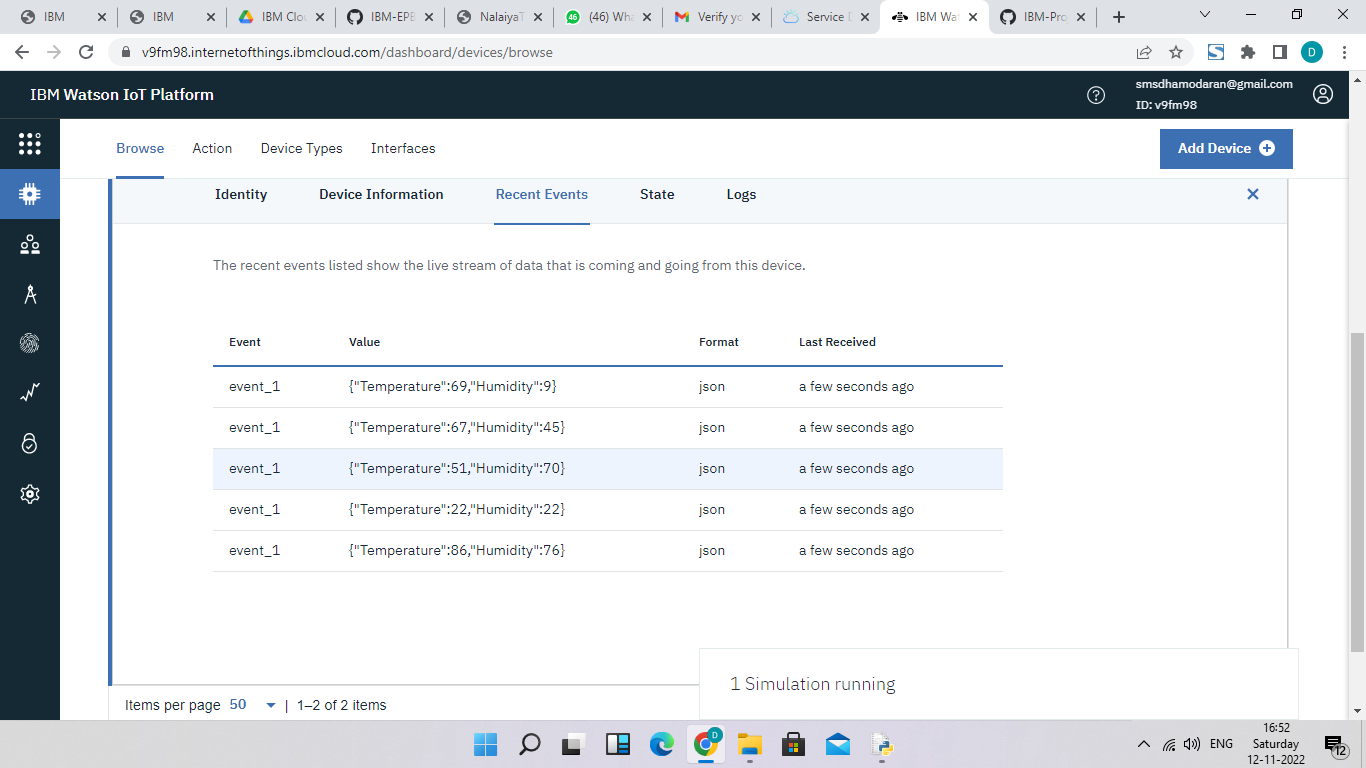 IBM
IBM
IBM Clou
IBM-EPB
NalaiyaT
(46) Wha
Verify yo
Service D
IBM Wat
IBM-Pro
v9fm98.internetofthings.ibmcloud.com/dashboard/devices/browse
D
IBM Watson IoT Platform
smsdhamodaran@gmail.com
ID: v9fm98
Browse Action Device Types Interfaces
Add Device
Identity Device Information Recent Events State Logs
The recent events listed show the live stream of data that is coming and going from this device.
Event Value Format Last Received
event_1 {"Temperature":69,"Humidity":9} json a few seconds ago
event_1 {"Temperature":67,"Humidity":45} json a few seconds ago
event_1 {"Temperature":51,"Humidity":70} json a few seconds ago
event_1 {"Temperature":22,"Humidity":22} json a few seconds ago
event_1 {"Temperature":86,"Humidity":76} json a few seconds ago
1 Simulation running
Items per page 50 | 1–2 of 2 items
D
ENG
16:52
Saturday
12-11-2022
12